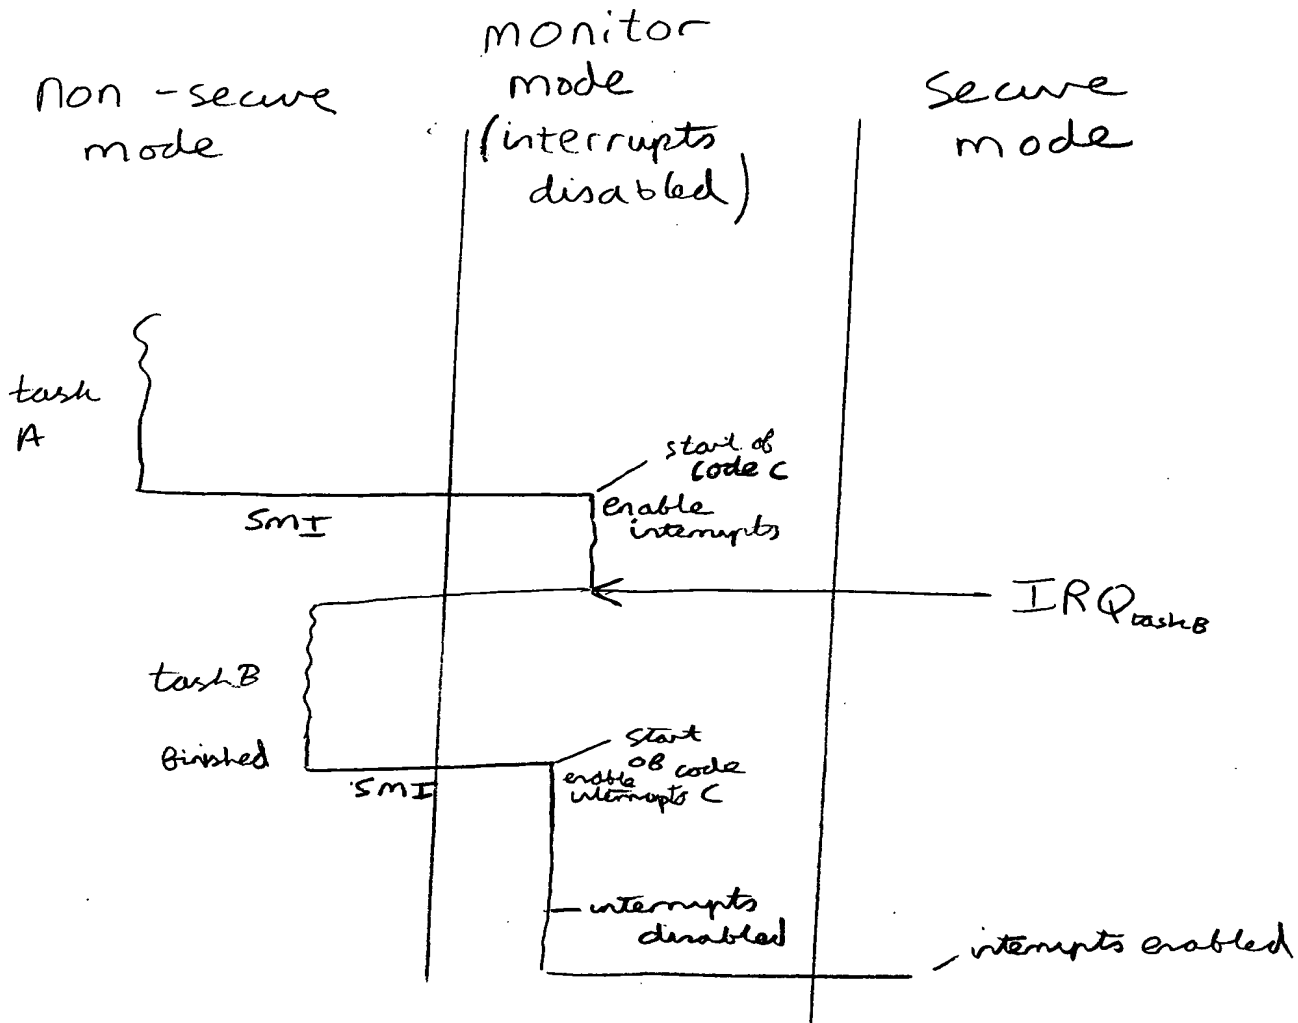 monitor
mode
(interrupts
disabled)
non-secure
mode
secure
mode
task
A
start of
code C
enable
interrupts
SMI
IRQ task B
task B
finished
start
of code
enable
interrupts C
SMI
interrupts
disabled
interrupts enabled